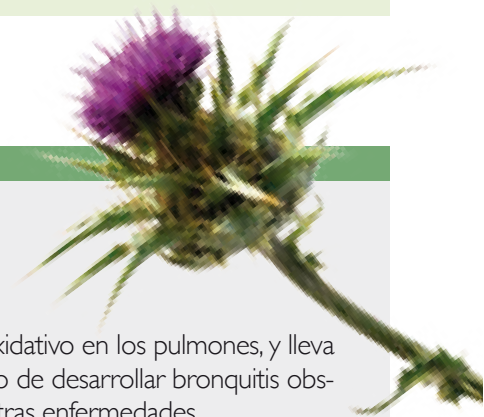 xidativo en los pulmones, y lleva
o de desarrollar bronquitis obs-
tras enfermedades